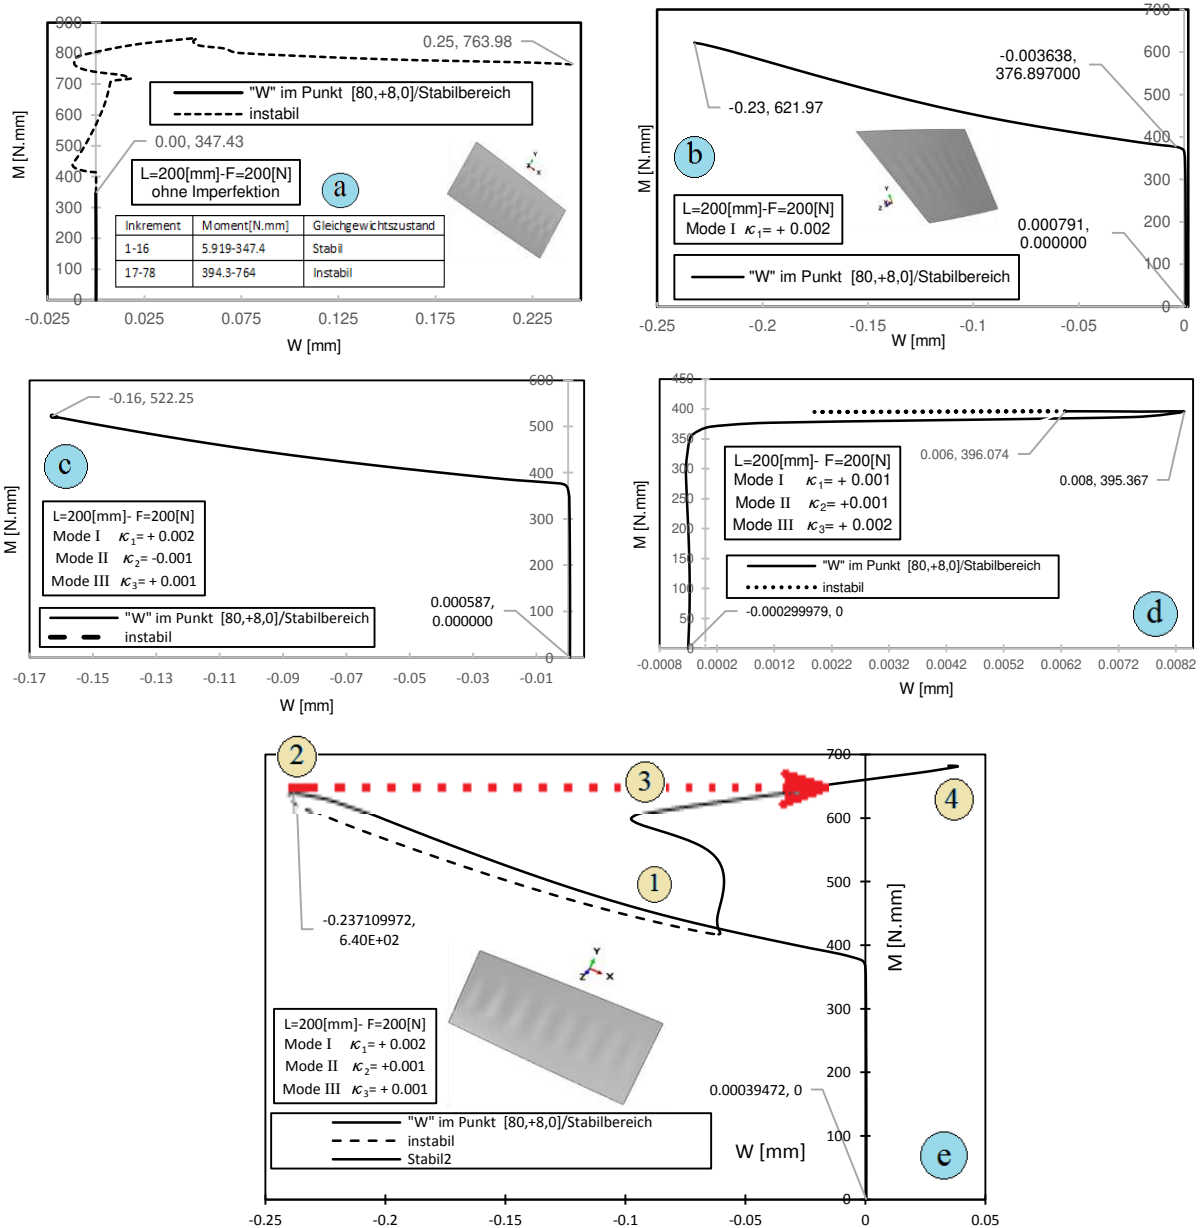 900
800
700
600
500
400
300
200
100
0
M [N.mm]
0.25, 763.98
"W" im Punkt [80,+8,0]/Stabilbereich
instabil
0.00, 347.43
L=200[mm]-F=200[N]
ohne Imperfektion
a
Inkrement Moment[N.mm] Gleichgewichtszustand
1-16 5.919-347.4 Stabil
17-78 394.3-764 Instabil
Y
X
-0.025 0.025 0.075 0.125 0.175 0.225
W [mm]
700
600
500
400
300
200
100
0
M [N.mm]
-0.003638,
376.897000
-0.23, 621.97
b
Y
Z
L=200[mm]-F=200[N]
Mode I κ1= + 0.002
0.000791,
0.000000
"W" im Punkt [80,+8,0]/Stabilbereich
-0.25 -0.2 -0.15 -0.1 -0.05 0
W [mm]
600
500
400
300
200
100
0
M [N.mm]
-0.16, 522.25
c
L=200[mm]- F=200[N]
Mode I κ1= + 0.002
Mode II κ2= -0.001
Mode III κ3= + 0.001
0.000587,
0.000000
"W" im Punkt [80,+8,0]/Stabilbereich
instabil
-0.17 -0.15 -0.13 -0.11 -0.09 -0.07 -0.05 -0.03 -0.01
W [mm]
450
400
350
300
250
200
150
100
50
0
M [N.mm]
0.006, 396.074
0.008, 395.367
L=200[mm]- F=200[N]
Mode I κ1= + 0.001
Mode II κ2= +0.001
Mode III κ3= + 0.002
"W" im Punkt [80,+8,0]/Stabilbereich
instabil
-0.000299979, 0
d
-0.0008 0.0002 0.0012 0.0022 0.0032 0.0042 0.0052 0.0062 0.0072 0.0082
W [mm]
700
600
500
400
300
200
100
0
M [N.mm]
2
3
4
1
-0.237109972,
6.40E+02
Y
Z X
L=200[mm]- F=200[N]
Mode I κ1= + 0.002
Mode II κ2= +0.001
Mode III κ3= + 0.001
0.00039472, 0
"W" im Punkt [80,+8,0]/Stabilbereich
instabil
Stabil2
W [mm]
e
-0.25 -0.2 -0.15 -0.1 -0.05 0 0.05